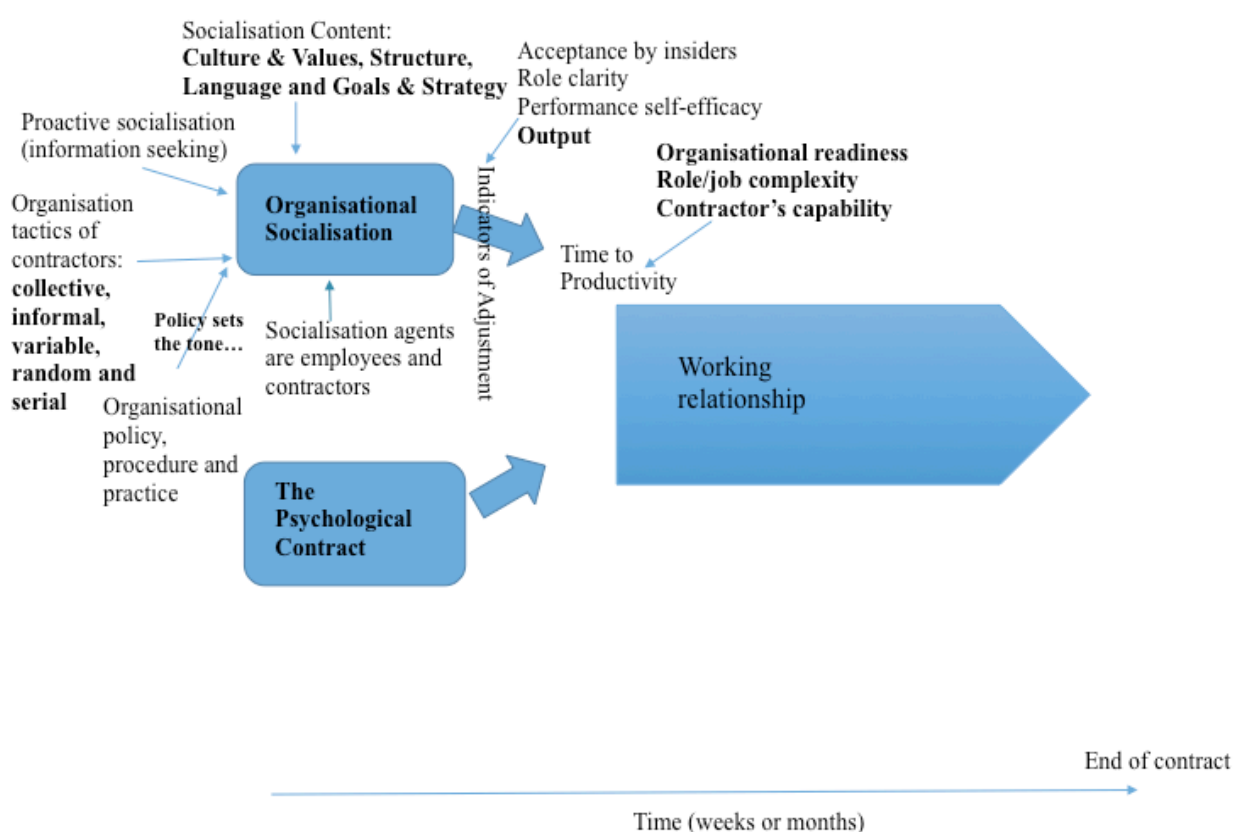 Socialisation Content:
Culture & Values, Structure,
Language and Goals & Strategy
Acceptance by insiders
Role clarity
Performance self-efficacy
Output
Proactive socialisation
(information seeking)
Organisational readiness
Role/job complexity
Contractor's capability
Organisation
tactics of
contractors:
collective,
informal,
variable,
random and
serial
Organisational
Socialisation
Indicators of Adjustment
Time to
Productivity
Policy sets
the tone…
Socialisation agents
are employees and
contractors
Working
relationship
Organisational
policy,
procedure and
practice
The
Psychological
Contract
End of contract
Time (weeks or months)